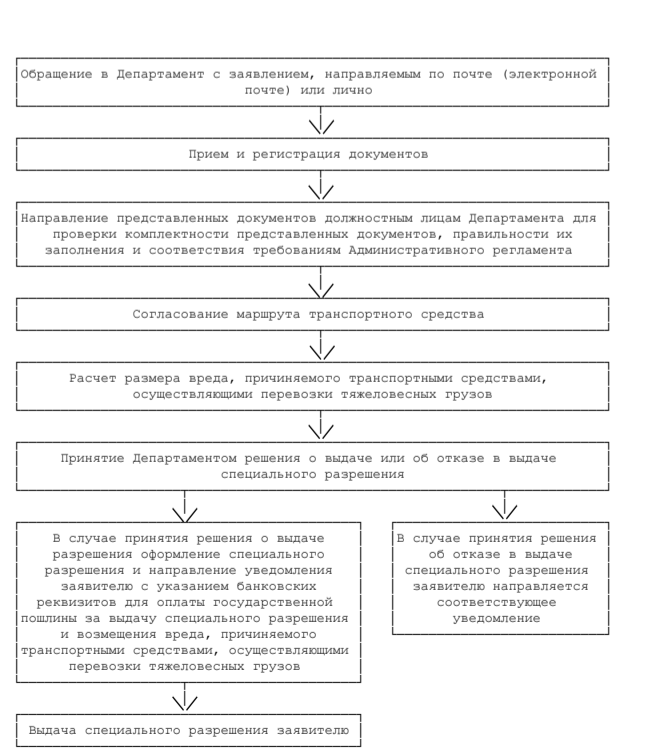 Обращение в Департамент с заявлением, направляемым по почте (электронной
почте) или лично
Прием и регистрация документов
Направление представленных документов должностным лицам Департамента для
проверки комплектности представленных документов, правильности их
заполнения и соответствия требованиям Административного регламента
Согласование маршрута транспортного средства
Расчет размера вреда, причиняемого транспортными средствами,
осуществляющими перевозки тяжеловесных грузов
Принятие Департаментом решения о выдаче или об отказе в выдаче
специального разрешения
В случае принятия решения о выдаче
разрешения оформление специального
разрешения и направление уведомления
заявителю с указанием банковских
реквизитов для оплаты государственной
пошлины за выдачу специального разрешения
и возмещения вреда, причиняемого
транспортными средствами, осуществляющими
перевозки тяжеловесных грузов
В случае принятия решения
об отказе в выдаче
специального разрешения
заявителю направляется
соответствующее
уведомление
Выдача специального разрешения заявителю